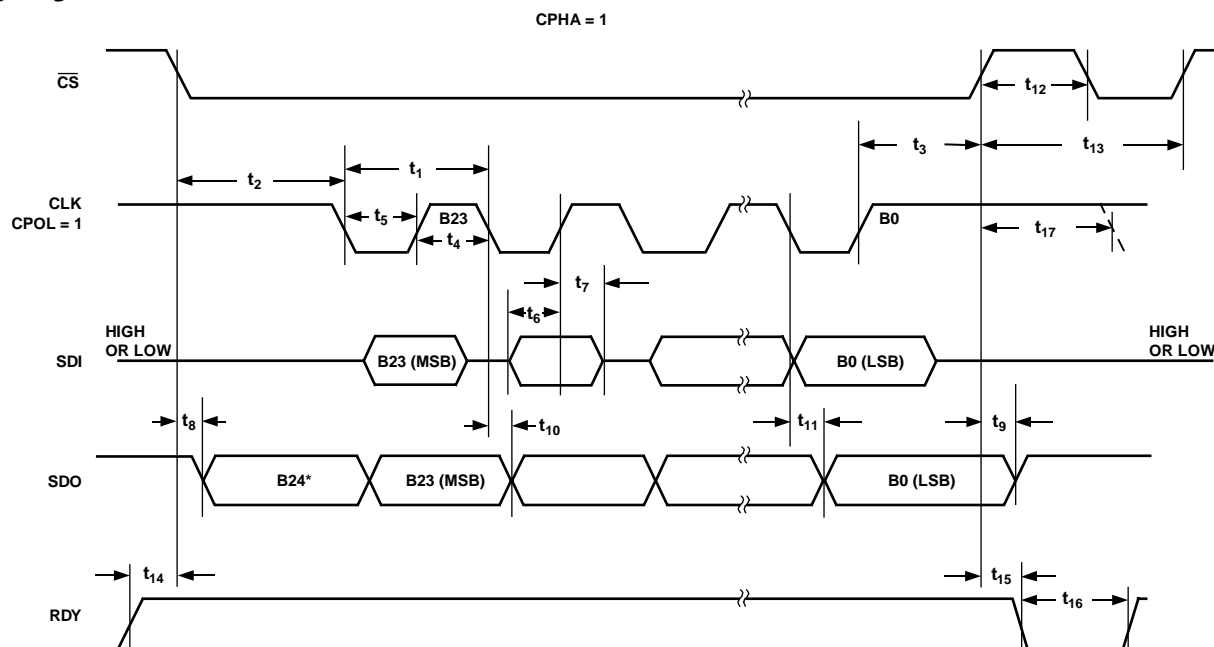 CPHA = 1
CS
t12
t3
t13
t1
t2
CLK
CPOL = 1
t5
B23
t4
B0
t17
t7
t6
HIGH
OR LOW
SDI
B23 (MSB)
B0 (LSB)
HIGH
OR LOW
t8
t10
t11
t9
SDO
B24*
B23 (MSB)
B0 (LSB)
t14
t15
t16
RDY